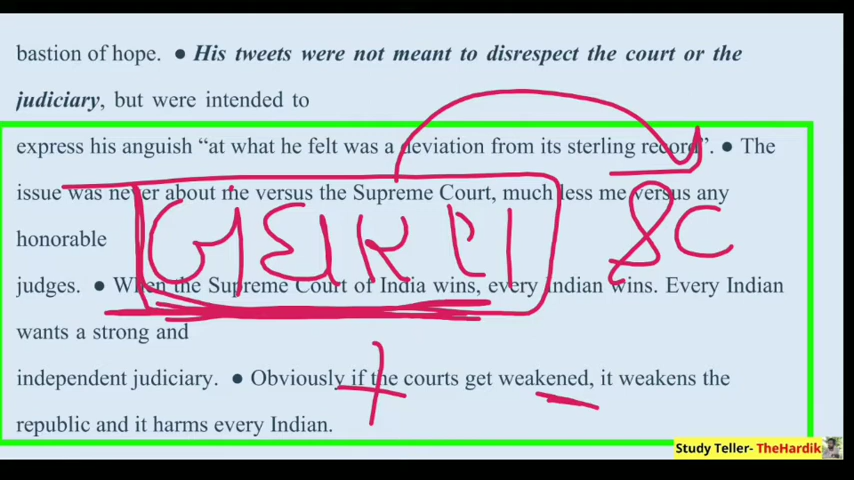 bastion of hope. ● His tweets were not meant to disrespect the court or the
judiciary, but were intended to
express his anguish “at what he felt was a deviation from its sterling record”. ● The
issue was never about me versus the Supreme Court, much less me versus any
honorable
SC
judges. ● When the Supreme Court of India wins, every Indian wins. Every Indian
wants a strong and
independent judiciary. ● Obviously if the courts get weakened, it weakens the
republic and it harms every Indian.
Study Teller- TheHardik